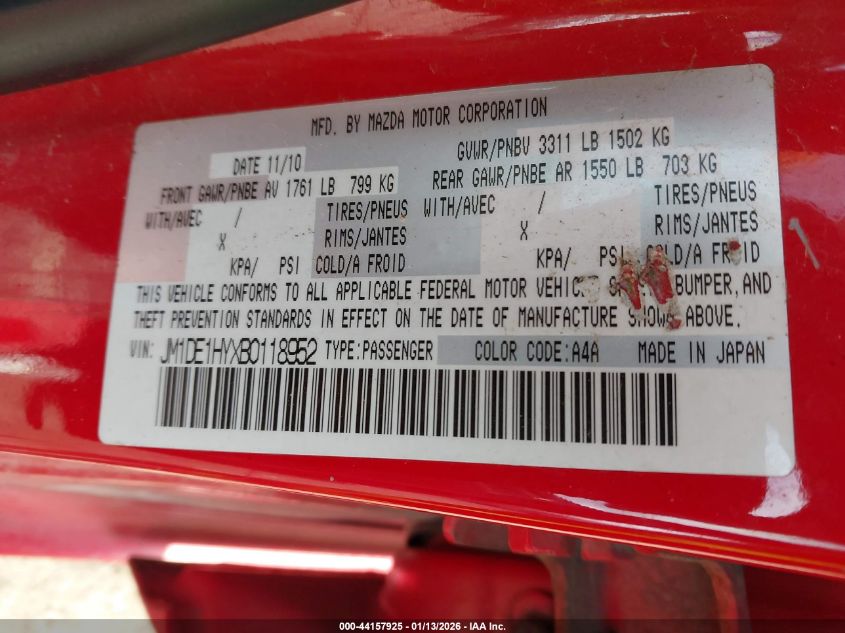 MFD. BY MAZDA MOTOR CORPORATION
DATE 11/10 GVWR/PNBV 3311 LB 1502 KG
FRONT GAWR/PNBE AV 1761 LB 799 KG REAR GAWR/PNBE AR 1550 LB 703 KG
WITH/AVEC / TIRES/PNEUS WITH/AVEC / TIRES/PNEUS
X RIMS/JANTES X RIMS/JANTES
KPA/ PSI COLD/A FROID KPA/ PSI COLD/A FROID
THIS VEHICLE CONFORMS TO ALL APPLICABLE FEDERAL MOTOR BUMPER, AND
THEFT PREVENTION STANDARDS IN EFFECT ON THE DATE OF MANUFACTURE ABOVE.
VIN: JM1DE1HYXB0118952 TYPE:PASSENGER COLOR CODE:A4A MADE IN JAPAN
000-44157925 - 01/13/2026 - IAA Inc.